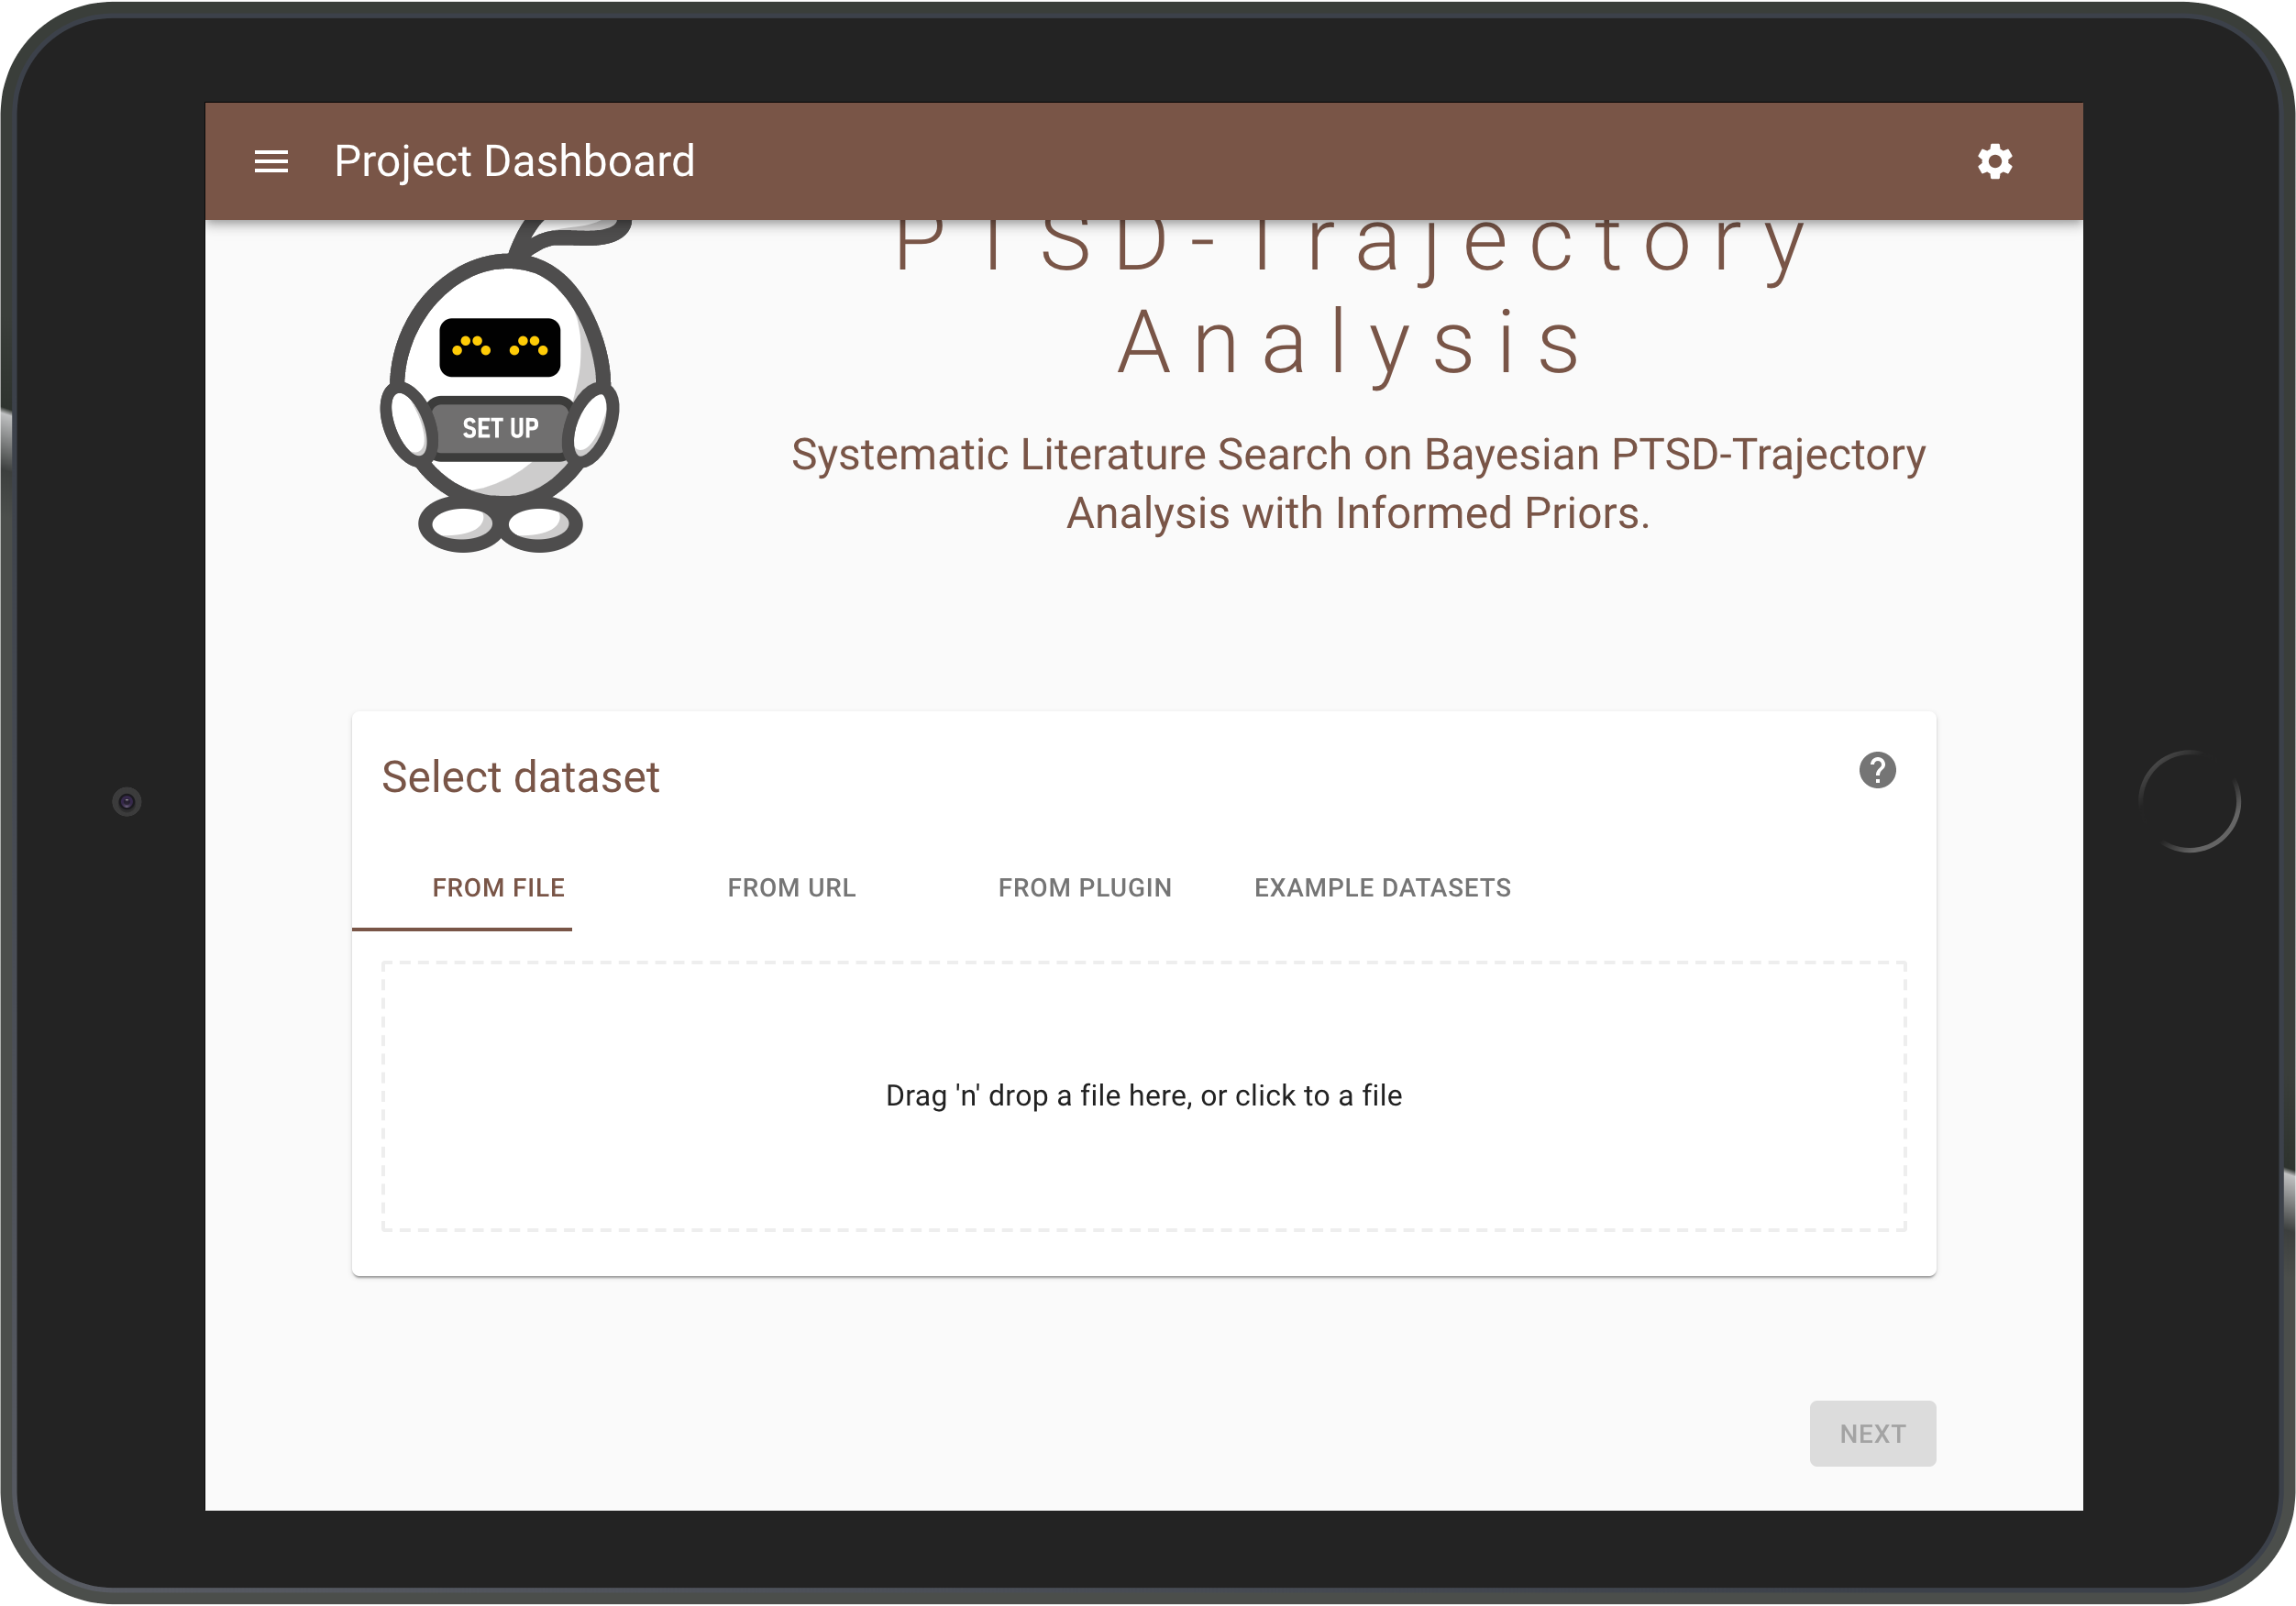 Project Dashboard
PTSD-Trajectory
Analysis
SET UP
Systematic Literature Search on Bayesian PTSD-Trajectory
Analysis with Informed Priors.
Select dataset
?
FROM FILE FROM URL FROM PLUGIN EXAMPLE DATASETS
Drag 'n' drop a file here, or click to a file
NEXT